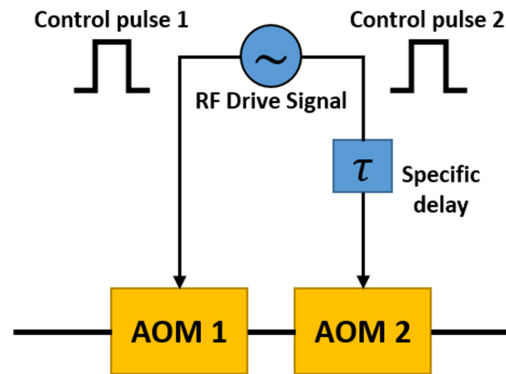 Control pulse 1
Control pulse 2
~
RF Drive Signal
τ
Specific
delay
AOM 1
AOM 2